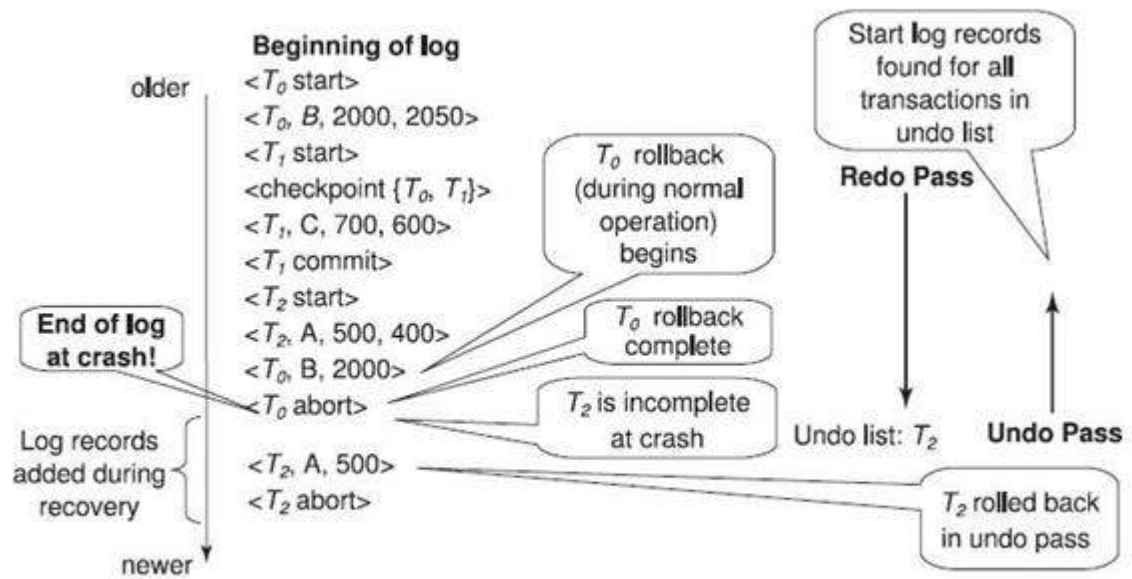 Beginning of log
older
<T0 start>
<T0, B, 2000, 2050>
<T1 start>
<checkpoint {T0, T1}>
<T1, C, 700, 600>
<T1 commit>
<T2 start>
<T2, A, 500, 400>
<T0, B, 2000>
<T0 abort>
<T2, A, 500>
<T2 abort>
newer
End of log
at crash!
Log records
added during
recovery
T0 rollback
(during normal
operation)
begins
T0 rollback
complete
T2 is incomplete
at crash
Start log records
found for all
transactions in
undo list
Redo Pass
Undo list: T2
Undo Pass
T2 rolled back
in undo pass